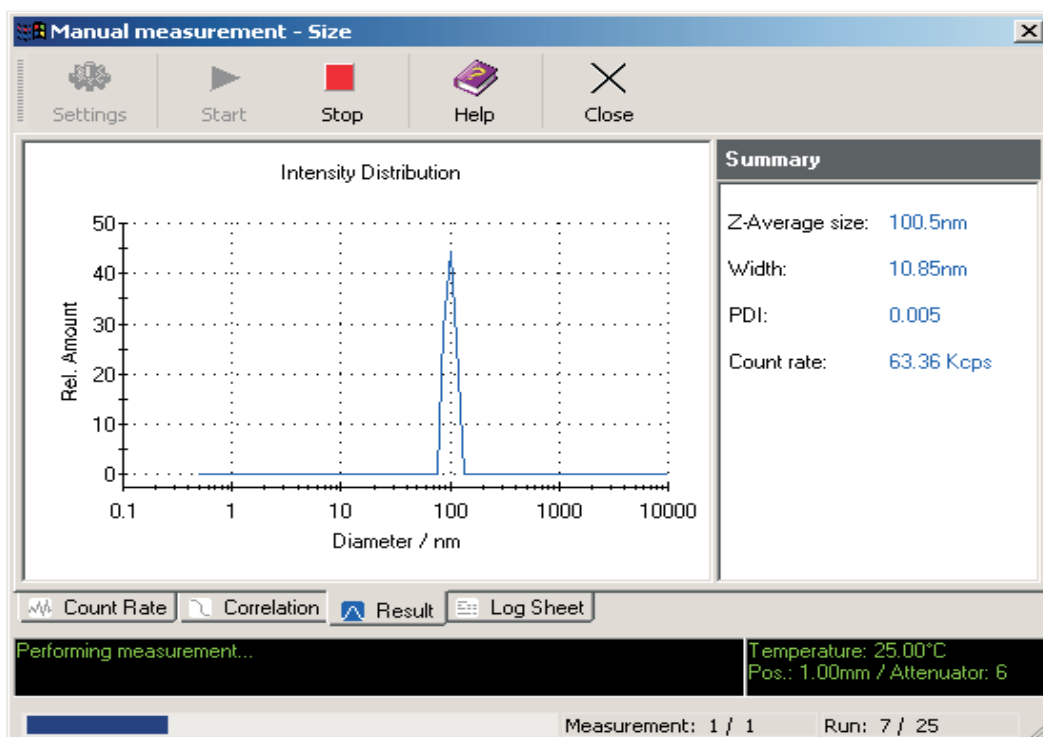 Manual measurement - Size
Settings Start Stop Help Close
Intensity Distribution
50
40
30
20
10
0
Rel. Amount
0.1 1 10 100 1000 10000
Diameter / nm
Summary
Z-Average size: 100.5nm
Width: 10.85nm
PDI: 0.005
Count rate: 63.36 Kcps
Count Rate Correlation Result Log Sheet
Performing measurement...
Temperature: 25.00°C
Pos.: 1.00mm / Attenuator: 6
Measurement: 1 / 1 Run: 7 / 25